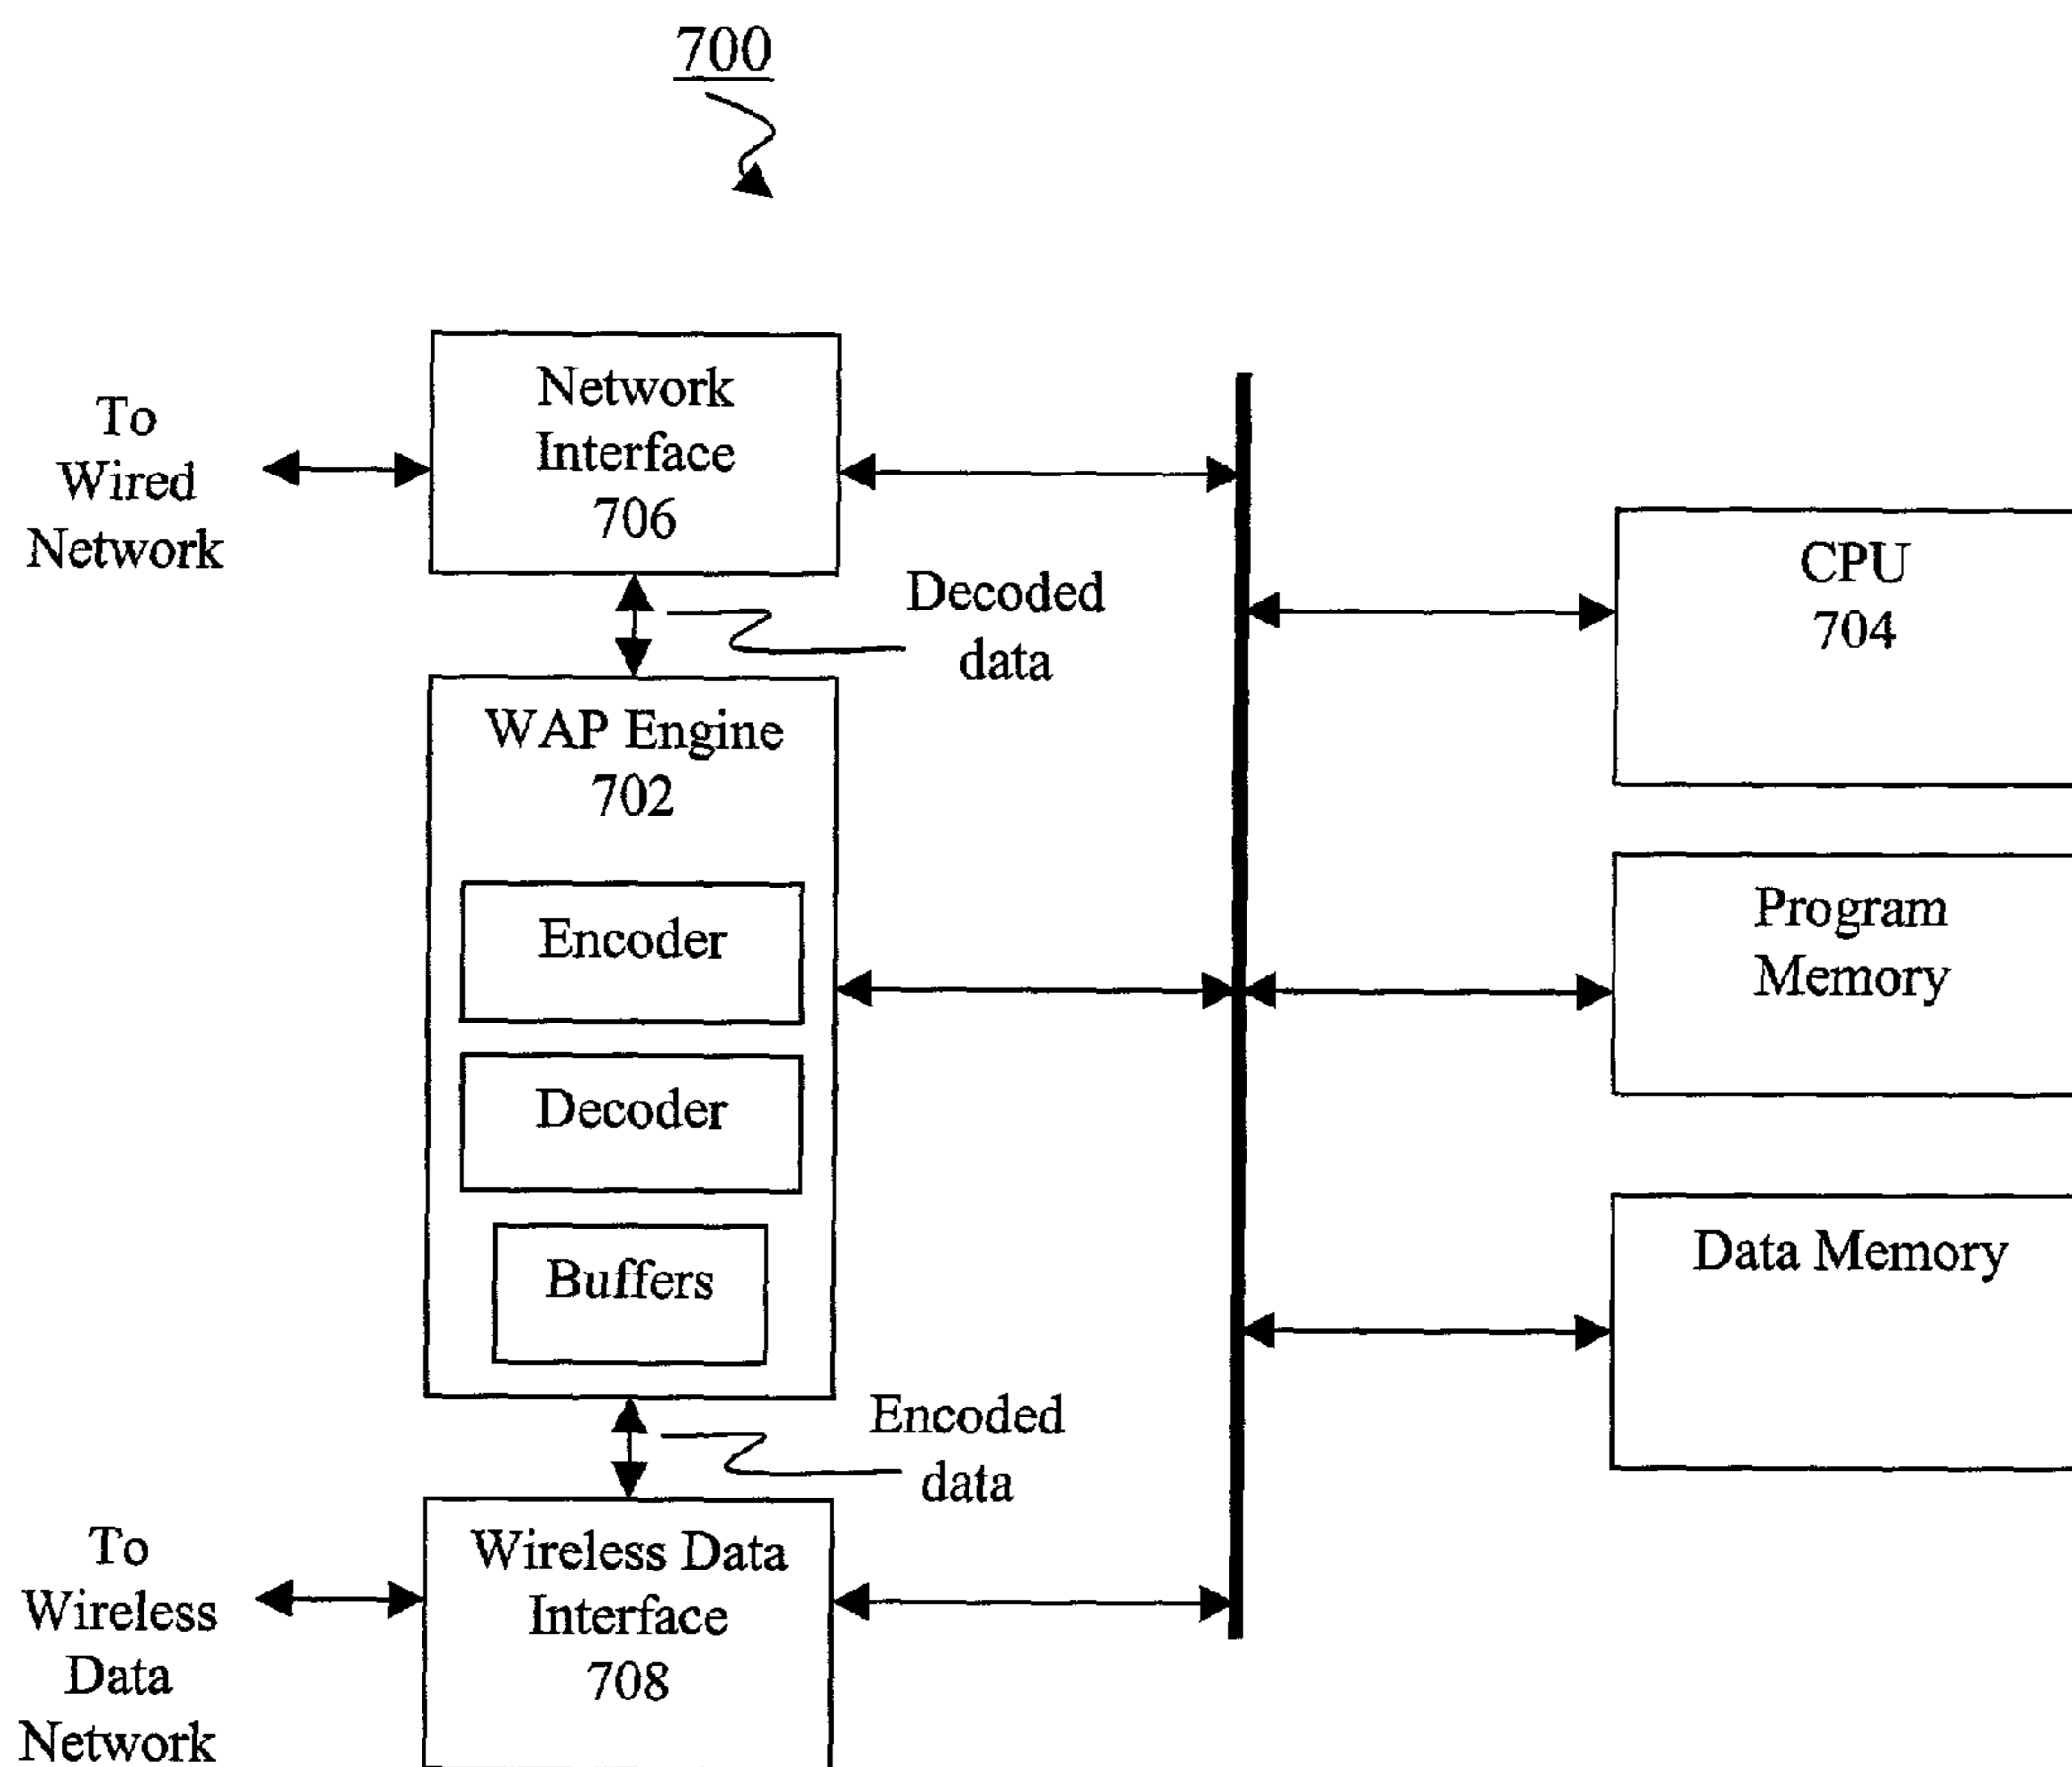 700
To
Wired
Network
Network
Interface
706
Decoded
data
CPU
704
WAP Engine
702
Encoder
Decoder
Buffers
Program
Memory
Data Memory
Encoded
data
To
Wireless
Data
Network
Wireless Data
Interface
708